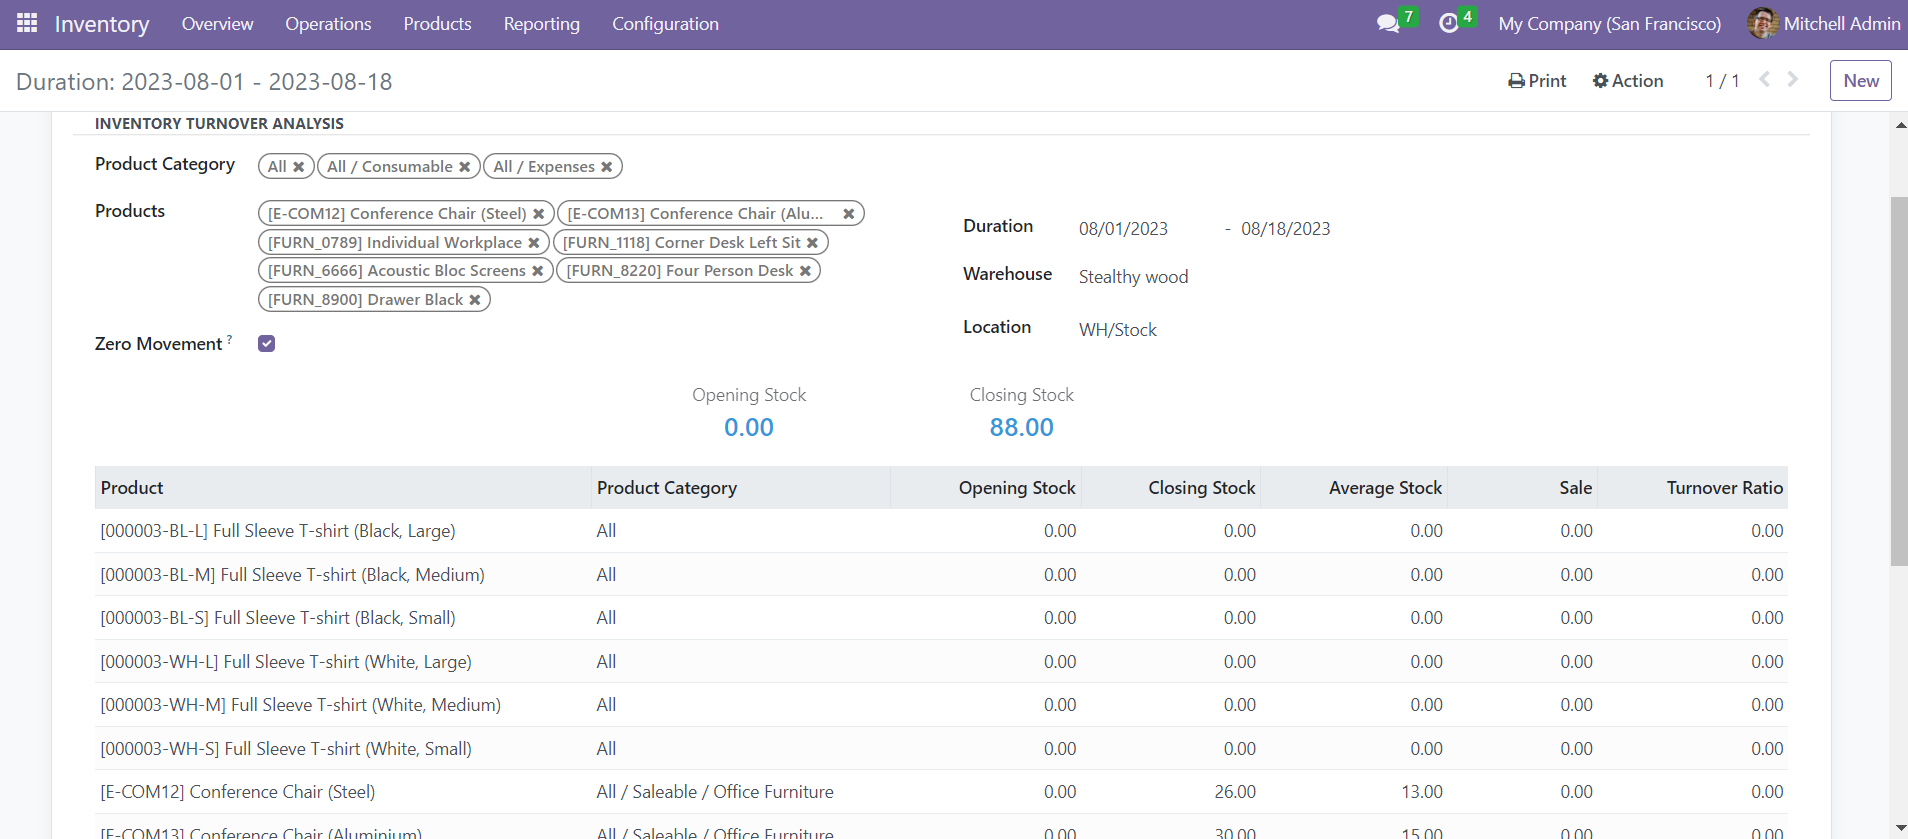 Inventory Overview Operations Products Reporting Configuration 7 4 My Company (San Francisco) Mitchell Admin
Duration: 2023-08-01 - 2023-08-18 Print Action 1 / 1 New
INVENTORY TURNOVER ANALYSIS
Product Category All All / Consumable All / Expenses
Products [E-COM12] Conference Chair (Steel) [E-COM13] Conference Chair (Alu...
[FURN_0789] Individual Workplace [FURN_1118] Corner Desk Left Sit
[FURN_6666] Acoustic Bloc Screens [FURN_8220] Four Person Desk
[FURN_8900] Drawer Black
Zero Movement ?
Duration 08/01/2023 - 08/18/2023
Warehouse Stealthy wood
Location WH/Stock
Opening Stock Closing Stock
0.00 88.00
Product Product Category Opening Stock Closing Stock Average Stock Sale Turnover Ratio
[000003-BL-L] Full Sleeve T-shirt (Black, Large) All 0.00 0.00 0.00 0.00 0.00
[000003-BL-M] Full Sleeve T-shirt (Black, Medium) All 0.00 0.00 0.00 0.00 0.00
[000003-BL-S] Full Sleeve T-shirt (Black, Small) All 0.00 0.00 0.00 0.00 0.00
[000003-WH-L] Full Sleeve T-shirt (White, Large) All 0.00 0.00 0.00 0.00 0.00
[000003-WH-M] Full Sleeve T-shirt (White, Medium) All 0.00 0.00 0.00 0.00 0.00
[000003-WH-S] Full Sleeve T-shirt (White, Small) All 0.00 0.00 0.00 0.00 0.00
[E-COM12] Conference Chair (Steel) All / Saleable / Office Furniture 0.00 26.00 13.00 0.00 0.00
[E-COM13] Conference Chair (Aluminium) All / Saleable / Office Furniture 0.00 30.00 15.00 0.00 0.00